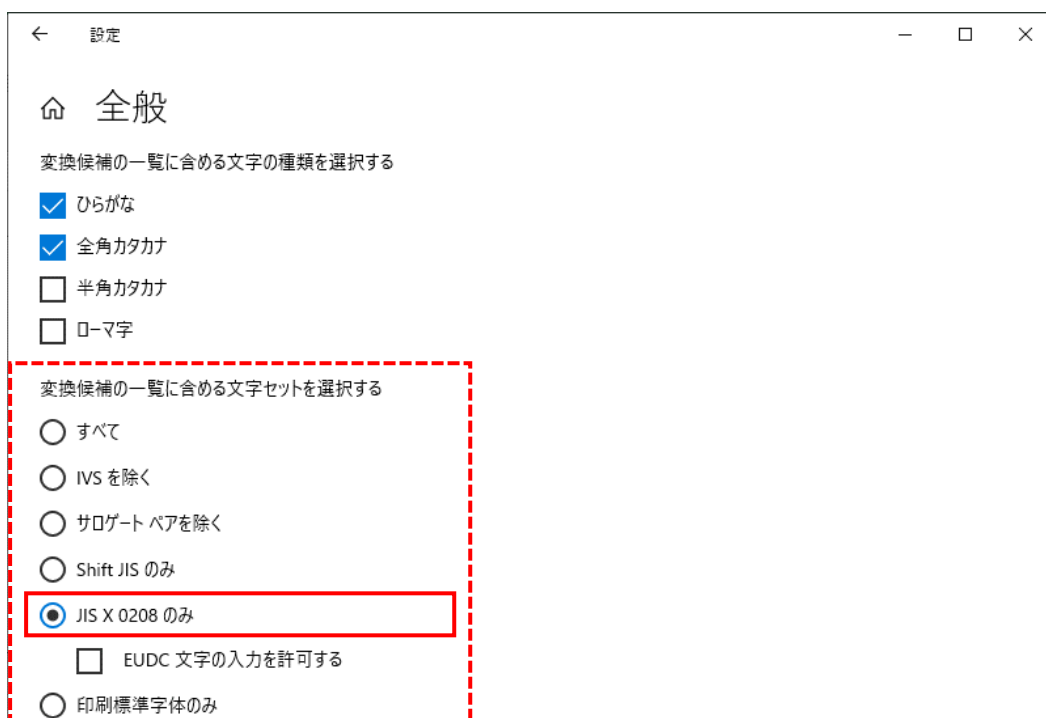 設定
全般
変換候補の一覧に含める文字の種類を選択する
ひらがな
全角カタカナ
半角カタカナ
ローマ字
変換候補の一覧に含める文字セットを選択する
すべて
IVS を除く
サロゲート ペアを除く
Shift JIS のみ
JIS X 0208 のみ
EUDC 文字の入力を許可する
印刷標準字体のみ